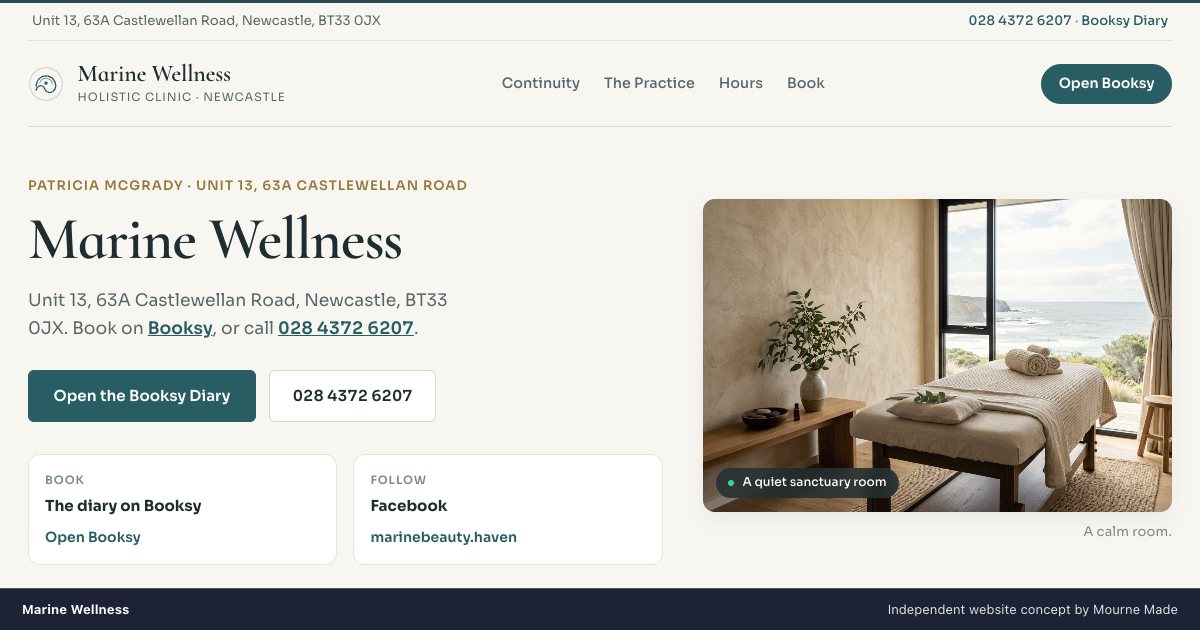 Unit 13, 63A Castlewellan Road, Newcastle, BT33 0JX
028 4372 6207 · Booksy Diary
Marine Wellness
HOLISTIC CLINIC · NEWCASTLE
Continuity
The Practice
Hours
Book
Open Booksy
PATRICIA MCGRADY · UNIT 13, 63A CASTLEWELLAN ROAD
Marine Wellness
Unit 13, 63A Castlewellan Road, Newcastle, BT33
0JX. Book on Booksy, or call 028 4372 6207.
Open the Booksy Diary
028 4372 6207
BOOK
The diary on Booksy
Open Booksy
FOLLOW
Facebook
marinebeauty.haven
A quiet sanctuary room
A calm room.
Marine Wellness
Independent website concept by Mourne Made